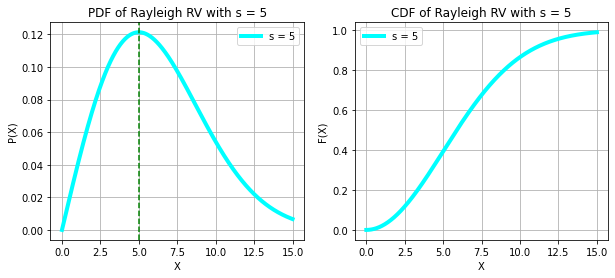 PDF of Rayleigh RV with s = 5
s = 5
0.12
0.10
0.08
0.06
0.04
0.02
0.00
P(X)
0.0 2.5 5.0 7.5 10.0 12.5 15.0
X
CDF of Rayleigh RV with s = 5
s = 5
1.0
0.8
0.6
0.4
0.2
0.0
F(X)
0.0 2.5 5.0 7.5 10.0 12.5 15.0
X